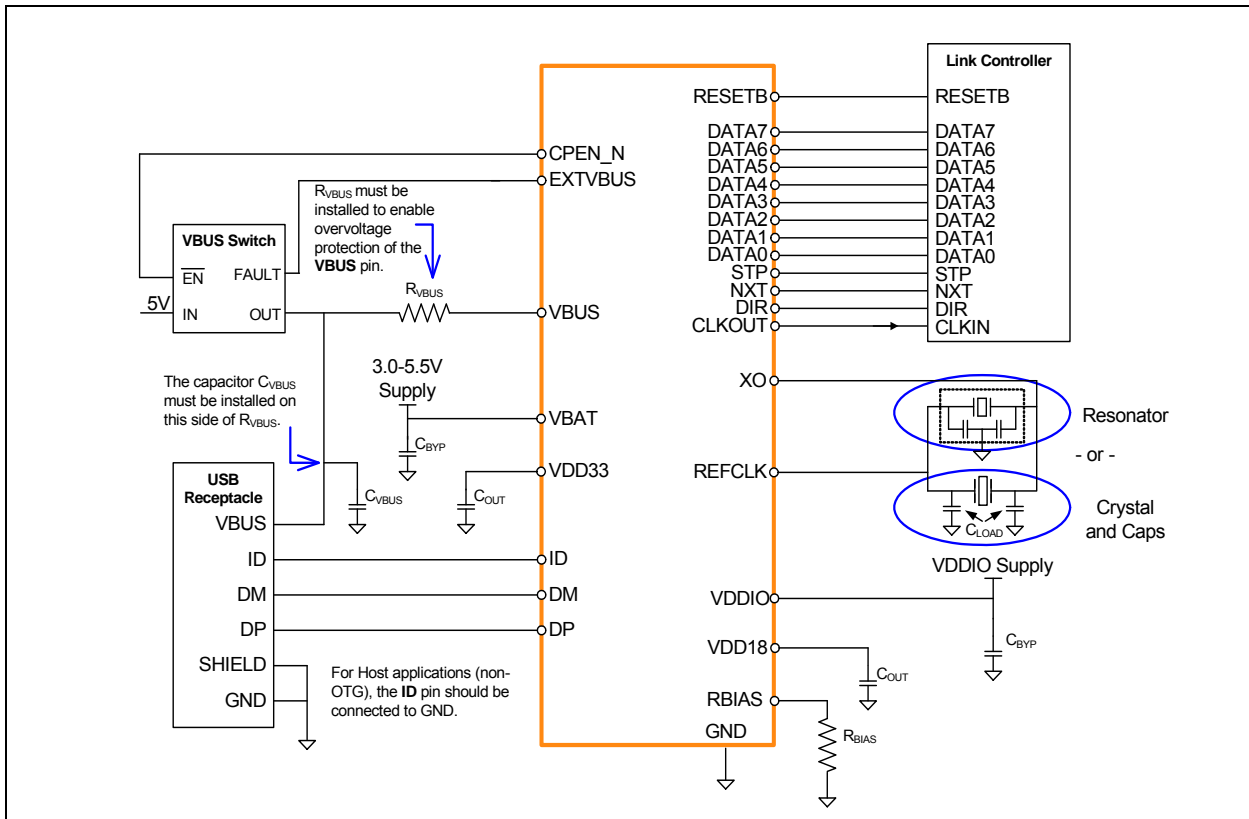 Link Controller
RESETB
RESETB
DATA7
DATA7
DATA6
DATA6
DATA5
DATA5
DATA4
DATA4
DATA3
DATA3
DATA2
DATA2
DATA1
DATA1
DATA0
DATA0
STP
STP
NXT
NXT
DIR
DIR
CLKOUT
CLKIN
CPEN_N
EXTVBUS
RVBUS must be
installed to enable
overvoltage
protection of the
VBUS pin.
VBUS Switch
EN
FAULT
5V
IN
OUT
RVBUS
VBUS
3.0-5.5V
Supply
The capacitor CVBUS
must be installed on
this side of RVBUS.
VBAT
CBYP
VDD33
COUT
CVBUS
XO
Resonator
- or -
REFCLK
CLOAD
Crystal
and Caps
USB
Receptacle
VBUS
ID
ID
DM
DM
DP
DP
SHIELD
GND
For Host applications (non-
OTG), the ID pin should be
connected to GND.
VDDIO Supply
VDDIO
CBYP
VDD18
COUT
RBIAS
RBIAS
GND